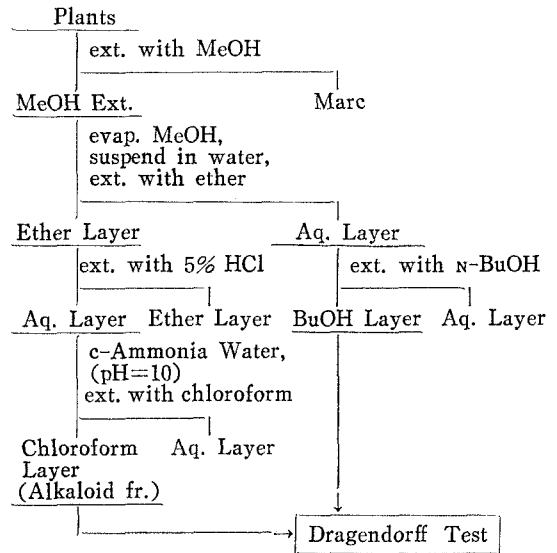 Plants
ext. with MeOH
MeOH Ext.
Marc
evap. MeOH,
suspend in water,
ext. with ether
Ether Layer
Aq. Layer
ext. with 5% HCl
ext. with N-BuOH
Aq. Layer
Ether Layer
BuOH Layer
Aq. Layer
c-Ammonia Water,
(pH=10)
ext. with chloroform
Chloroform
Layer
(Alkaloid fr.)
Aq. Layer
Dragendorff Test